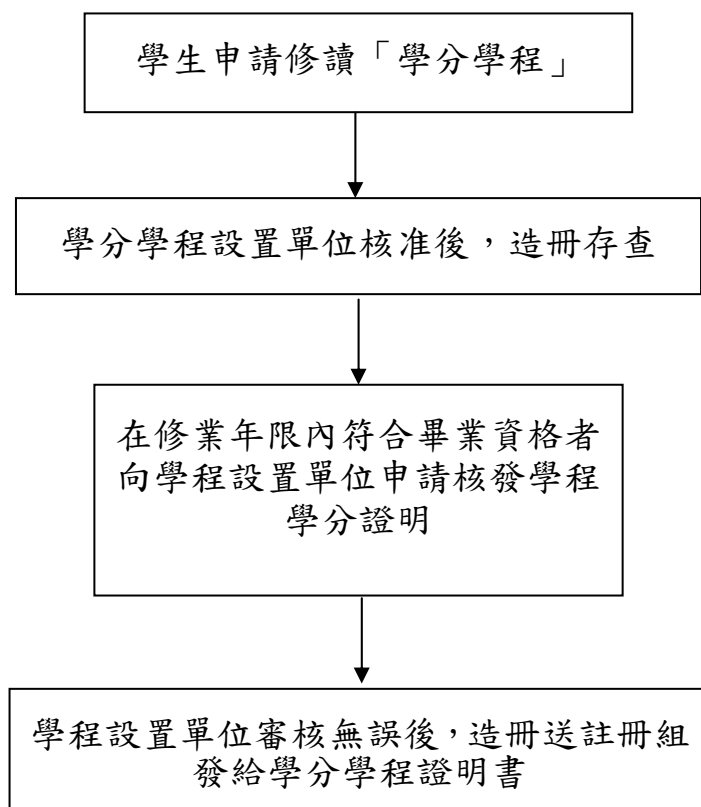 學生申請修讀「學分學程」
學分學程設置單位核准後，造冊存查
在修業年限內符合畢業資格者
向學程設置單位申請核發學程
學分證明
學程設置單位審核無誤後，造冊送註冊組
發給學分學程證明書